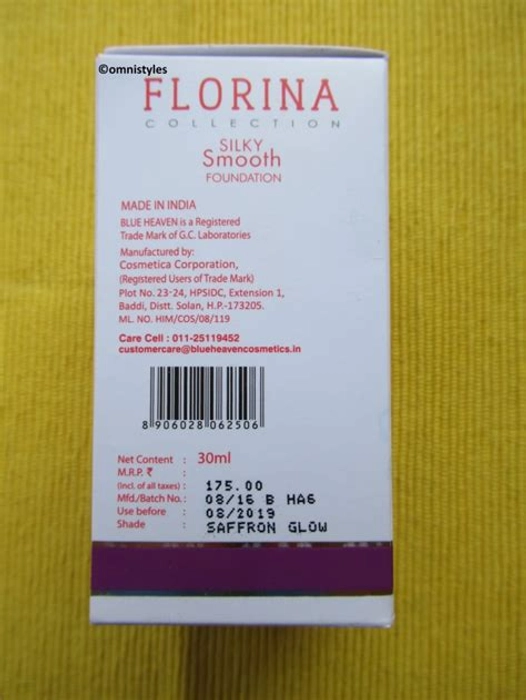 ©omnistyles
FLORINA
COLLECTION
SILKY
Smooth
FOUNDATION
MADE IN INDIA
BLUE HEAVEN is a Registered
Trade Mark of G.C. Laboratories
Manufactured by:
Cosmetica Corporation,
(Registered Users of Trade Mark)
Plot No. 23-24, HPSIDC, Extension 1,
Baddi, Distt. Solan, H.P.-173205.
ML. NO. HIM/COS/08/119
Care Cell : 011-25119452
customercare@blueheavencosmetics.in
8 906028 062506
Net Content : 30ml
M.R.P. ₹ :
(incl. of all taxes) : 175.00
Mfd./Batch No. : 08/16 B HA6
Use before : 08/2019
Shade : SAFFRON GLOW